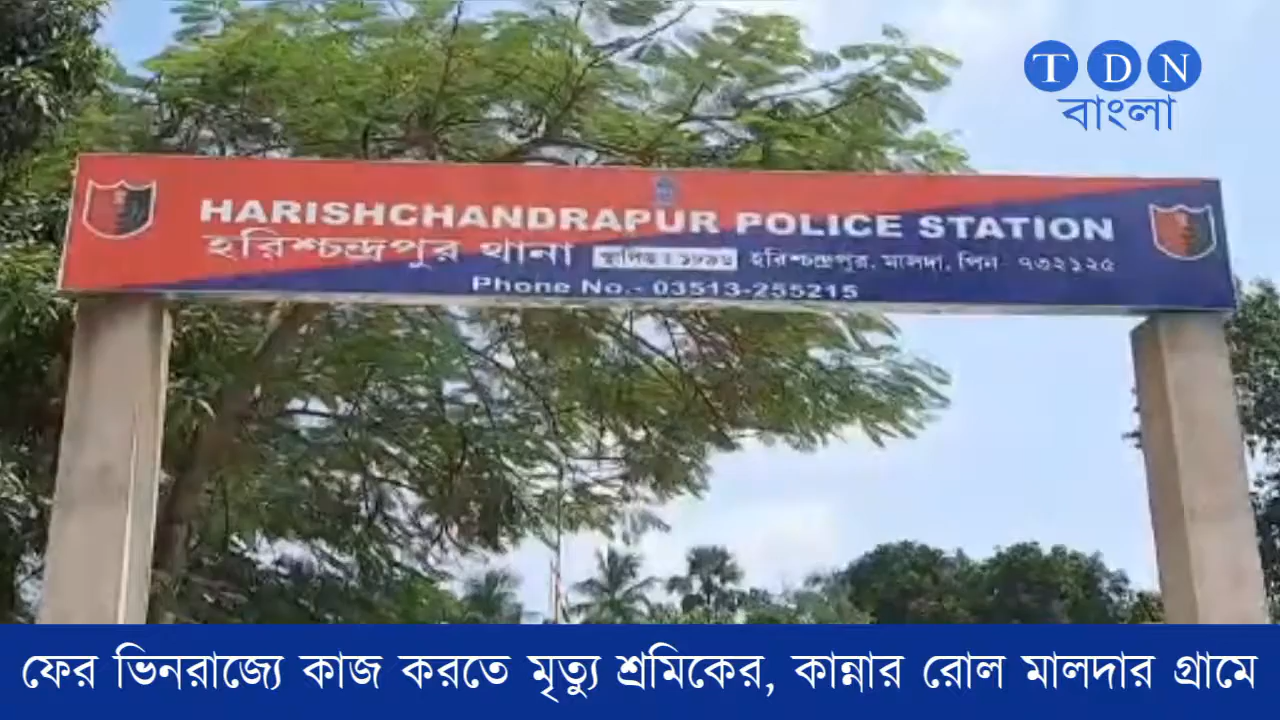 TDN
বাংলা
HARISHCHANDRAPUR POLICE STATION
হরিশ্চন্দ্রপুর থানা
হরিশ্চন্দ্রপুর, মালদা, পিন ৭৩২১২৫
Phone No.- 03513-255215
ফের ভিনরাজ্যে কাজ করতে মৃত্যু শ্রমিকের, কান্নার রোল মালদার গ্রামে